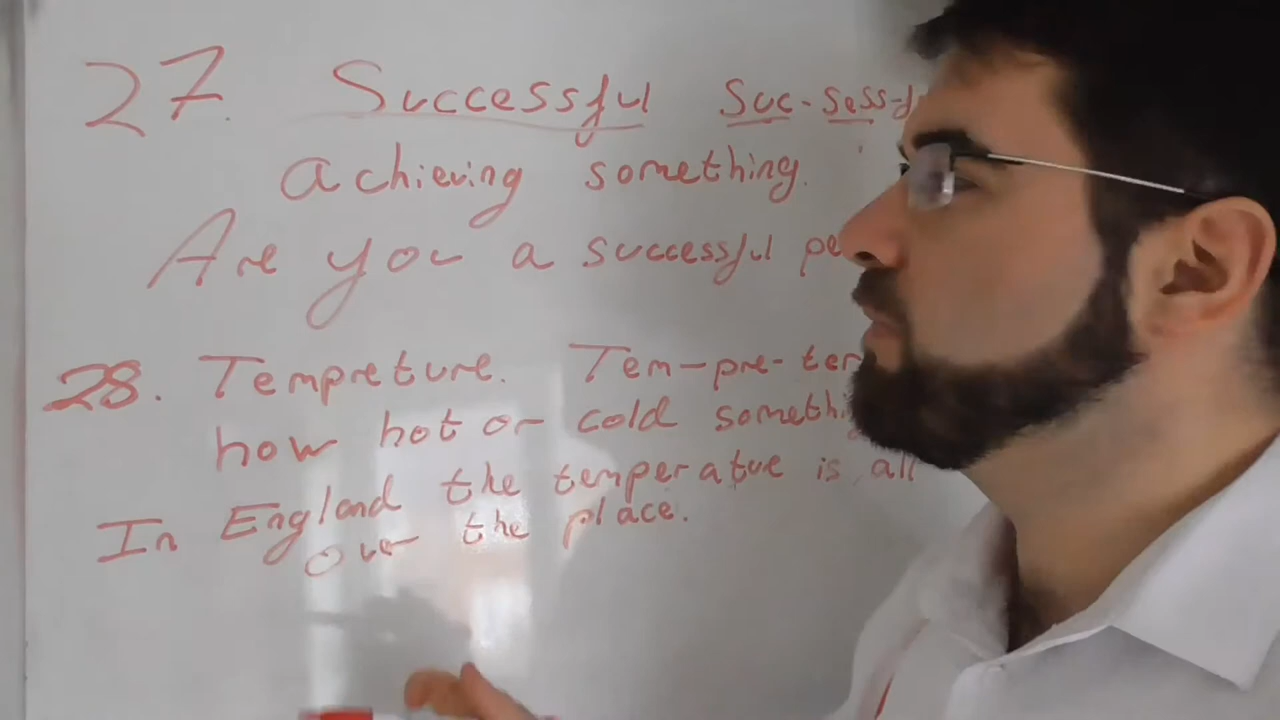 27. Successful Suc-sess-f
achieving something.
Are you a successful pe
28. Tempreture. Tem-pre-ter
how hot or cold somethi
In England the temperature is all
over the place.